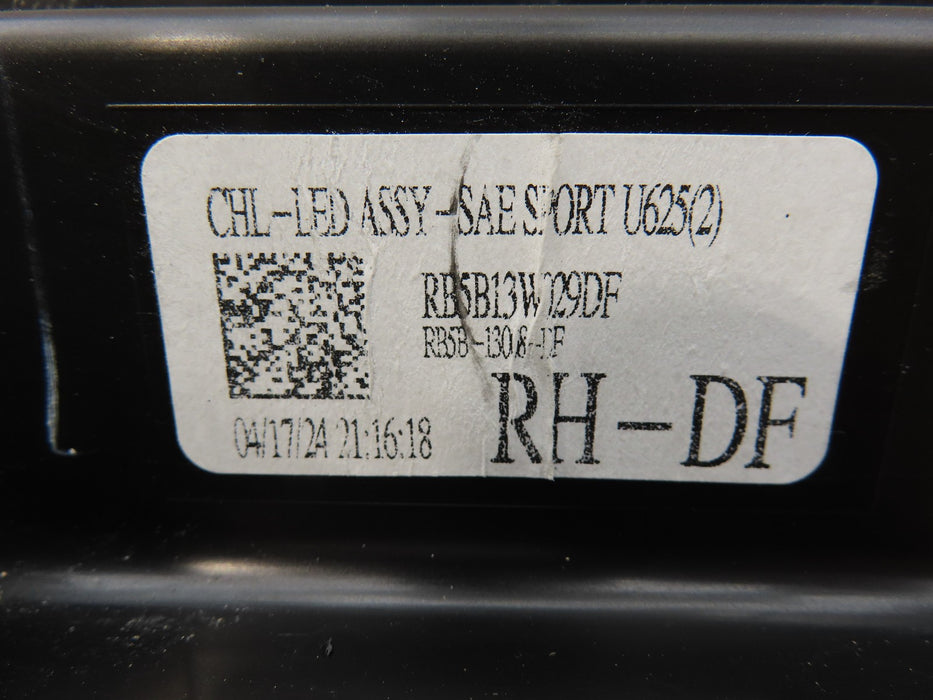 CHL-LED ASSY-SAE SPORT U625(2)
RB5B13W029DF
RH-DF
04/17/24 21:16:18